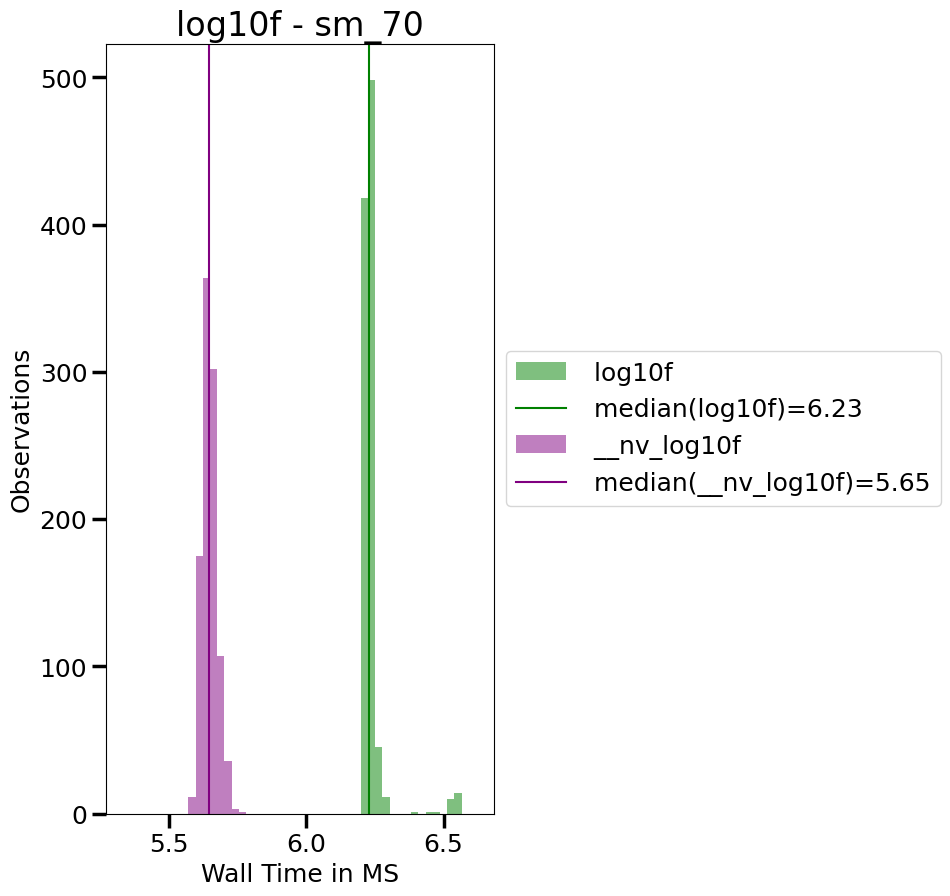 log10f - sm_70
500
400
300
200
100
0
Observations
5.5 6.0 6.5
Wall Time in MS
log10f
median(log10f)=6.23
__nv_log10f
median(__nv_log10f)=5.65